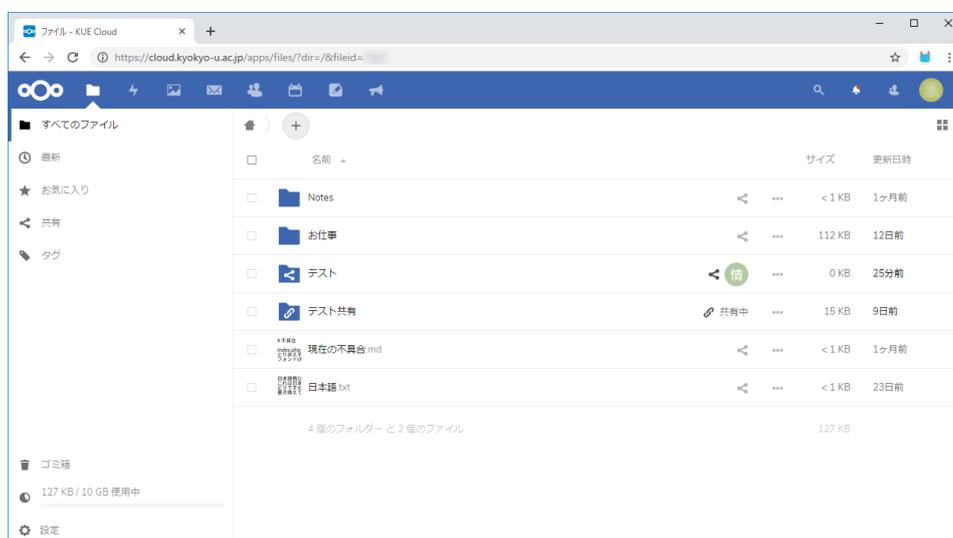 ファイル - KUE Cloud
https://cloud.kyokyo-u.ac.jp/apps/files/?dir=/&fileid=
すべてのファイル
最新
お気に入り
共有
タグ
名前 サイズ 更新日時
Notes <1 KB 1ヶ月前
お仕事 112 KB 12日前
テスト 情 0 KB 25分前
テスト共有 共有中 15 KB 9日前
現在の不具合.md <1 KB 1ヶ月前
日本語.txt <1 KB 23日前
4 個のフォルダー と 2 個のファイル 127 KB
ゴミ箱
127 KB / 10 GB 使用中
設定